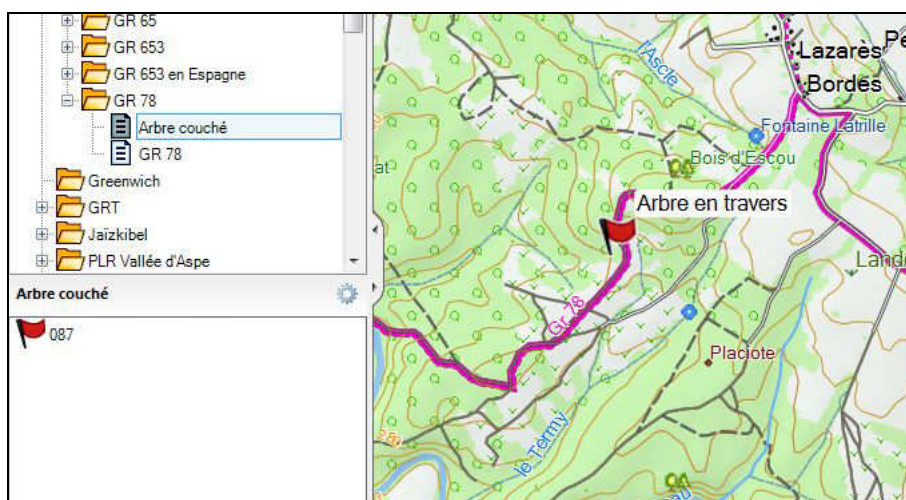 GR 65
GR 653
GR 653 en Espagne
GR 78
Arbre couché
GR 78
Greenwich
GRT
Jaïzkibel
PLR Vallée d'Aspe
Arbre couché
087
l'Ascle
Lazarès
Bordes
Fontaine Latrille
Bois d'Escou
at
Arbre en travers
Gr 78
Placiote
le Termy